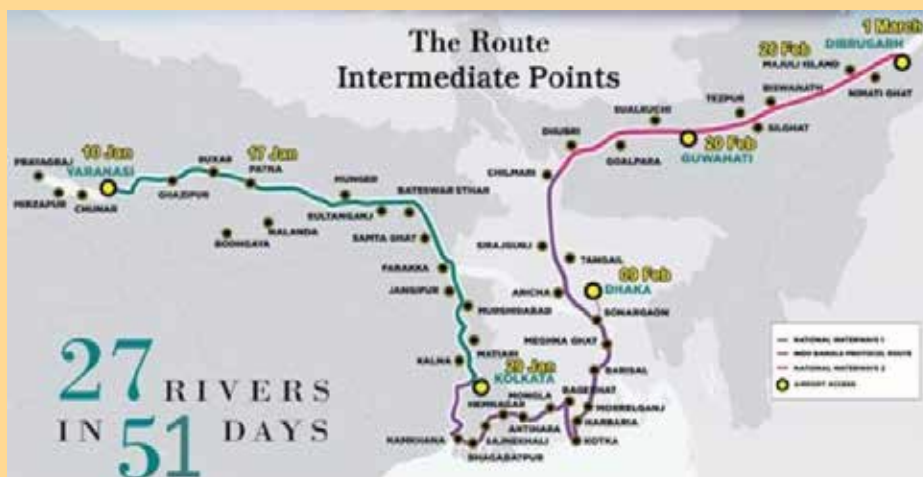 The Route
Intermediate Points
1 March
DIBRUGARH
26 Feb
MAJULI ISLAND
NIMATI GHAT
BISWANATH
TEZPUR
SILGHAT
SUALKUCHI
20 Feb
GUWAHATI
DHUBRI
GOALPARA
CHILMARI
10 Jan
VARANASI
PRAYAGRAJ
MIRZAPUR
CHUNAR
GHAZIPUR
BUXAR
17 Jan
PATNA
MUNGER
BATESWAR STHAN
SULTANGANJ
NALANDA
BODHGAYA
SAMTA GHAT
FARAKKA
JANGIPUR
MURSHIDABAD
MATIARI
KALNA
29 Jan
KOLKATA
SIRAJGUNJ
TANGAIL
09 Feb
DHAKA
ARICHA
SONARGAON
MEGHNA GHAT
BARISAL
BAGERHAT
MONGLA
MORRELGANJ
HEMNAGAR
ANTIHARA
HARBARIA
KOTKA
NAMKHANA
SAJNEKHALI
BHAGABATPUR
27 RIVERS
IN 51 DAYS
NATIONAL WATERWAYS 1
INDO BANGLA PROTOCOL ROUTE
NATIONAL WATERWAYS 2
AIRPORT ACCESS